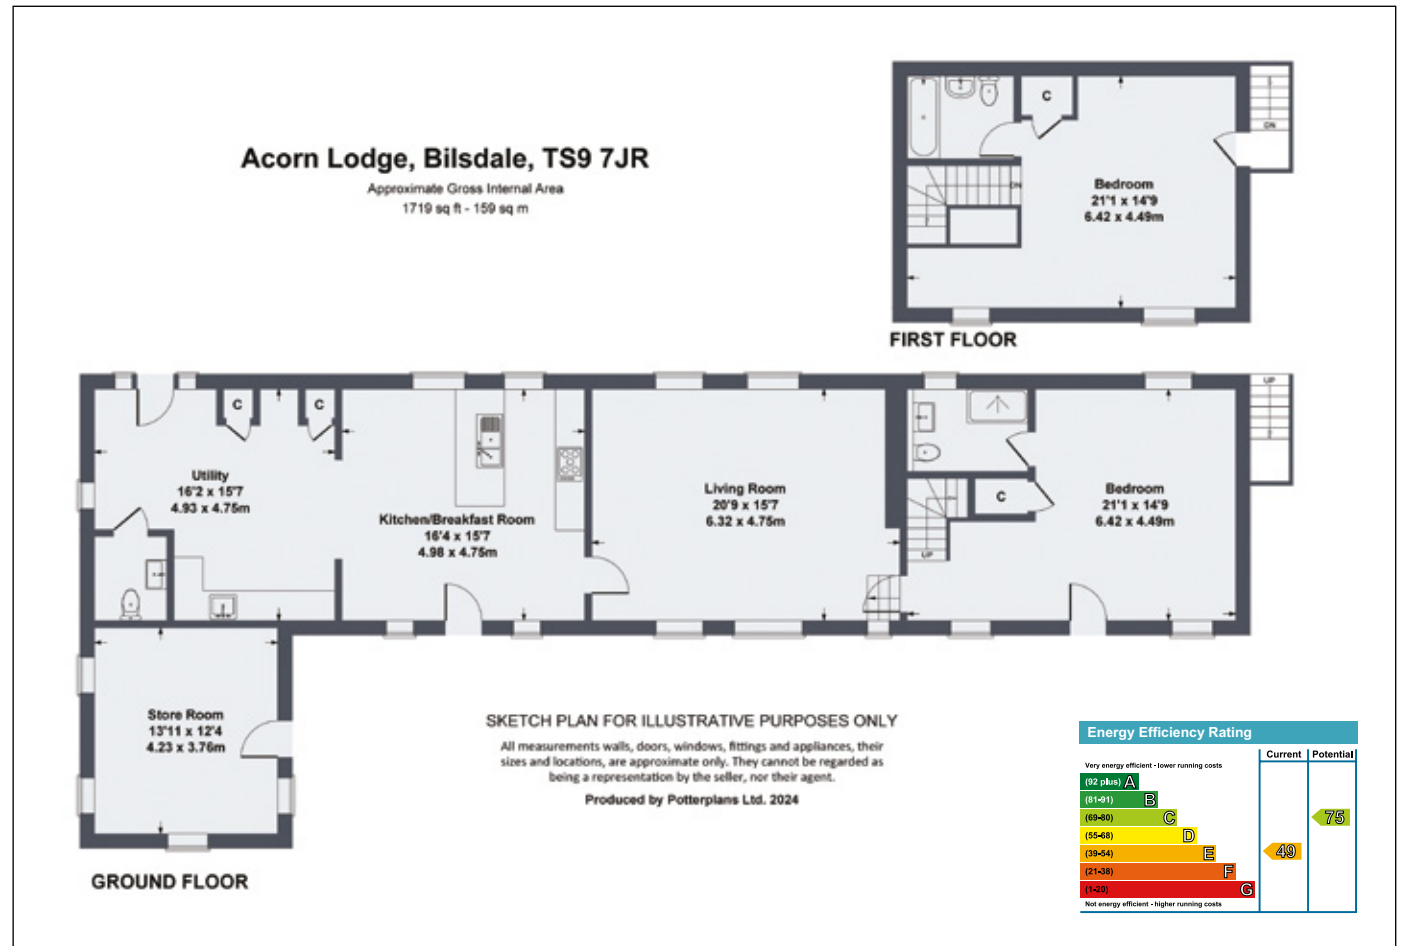 Acorn Lodge, Bilsdale, TS9 7JR
Approximate Gross Internal Area
1719 sq ft - 159 sq m
C
DN
DN
Bedroom
21'1 x 14'9
6.42 x 4.49m
FIRST FLOOR
UP
C
C
Utility
16'2 x 15'7
4.93 x 4.75m
Kitchen/Breakfast Room
16'4 x 15'7
4.98 x 4.75m
Living Room
20'9 x 15'7
6.32 x 4.75m
C
UP
Bedroom
21'1 x 14'9
6.42 x 4.49m
Store Room
13'11 x 12'4
4.23 x 3.76m
GROUND FLOOR
SKETCH PLAN FOR ILLUSTRATIVE PURPOSES ONLY
All measurements walls, doors, windows, fittings and appliances, their
sizes and locations, are approximate only. They cannot be regarded as
being a representation by the seller, nor their agent.
Produced by Potterplans Ltd. 2024
Energy Efficiency Rating
Current Potential
Very energy efficient - lower running costs
(92 plus) A
(81-91) B
(69-80) C
75
(55-68) D
(39-54) E
49
(21-38) F
(1-20) G
Not energy efficient - higher running costs